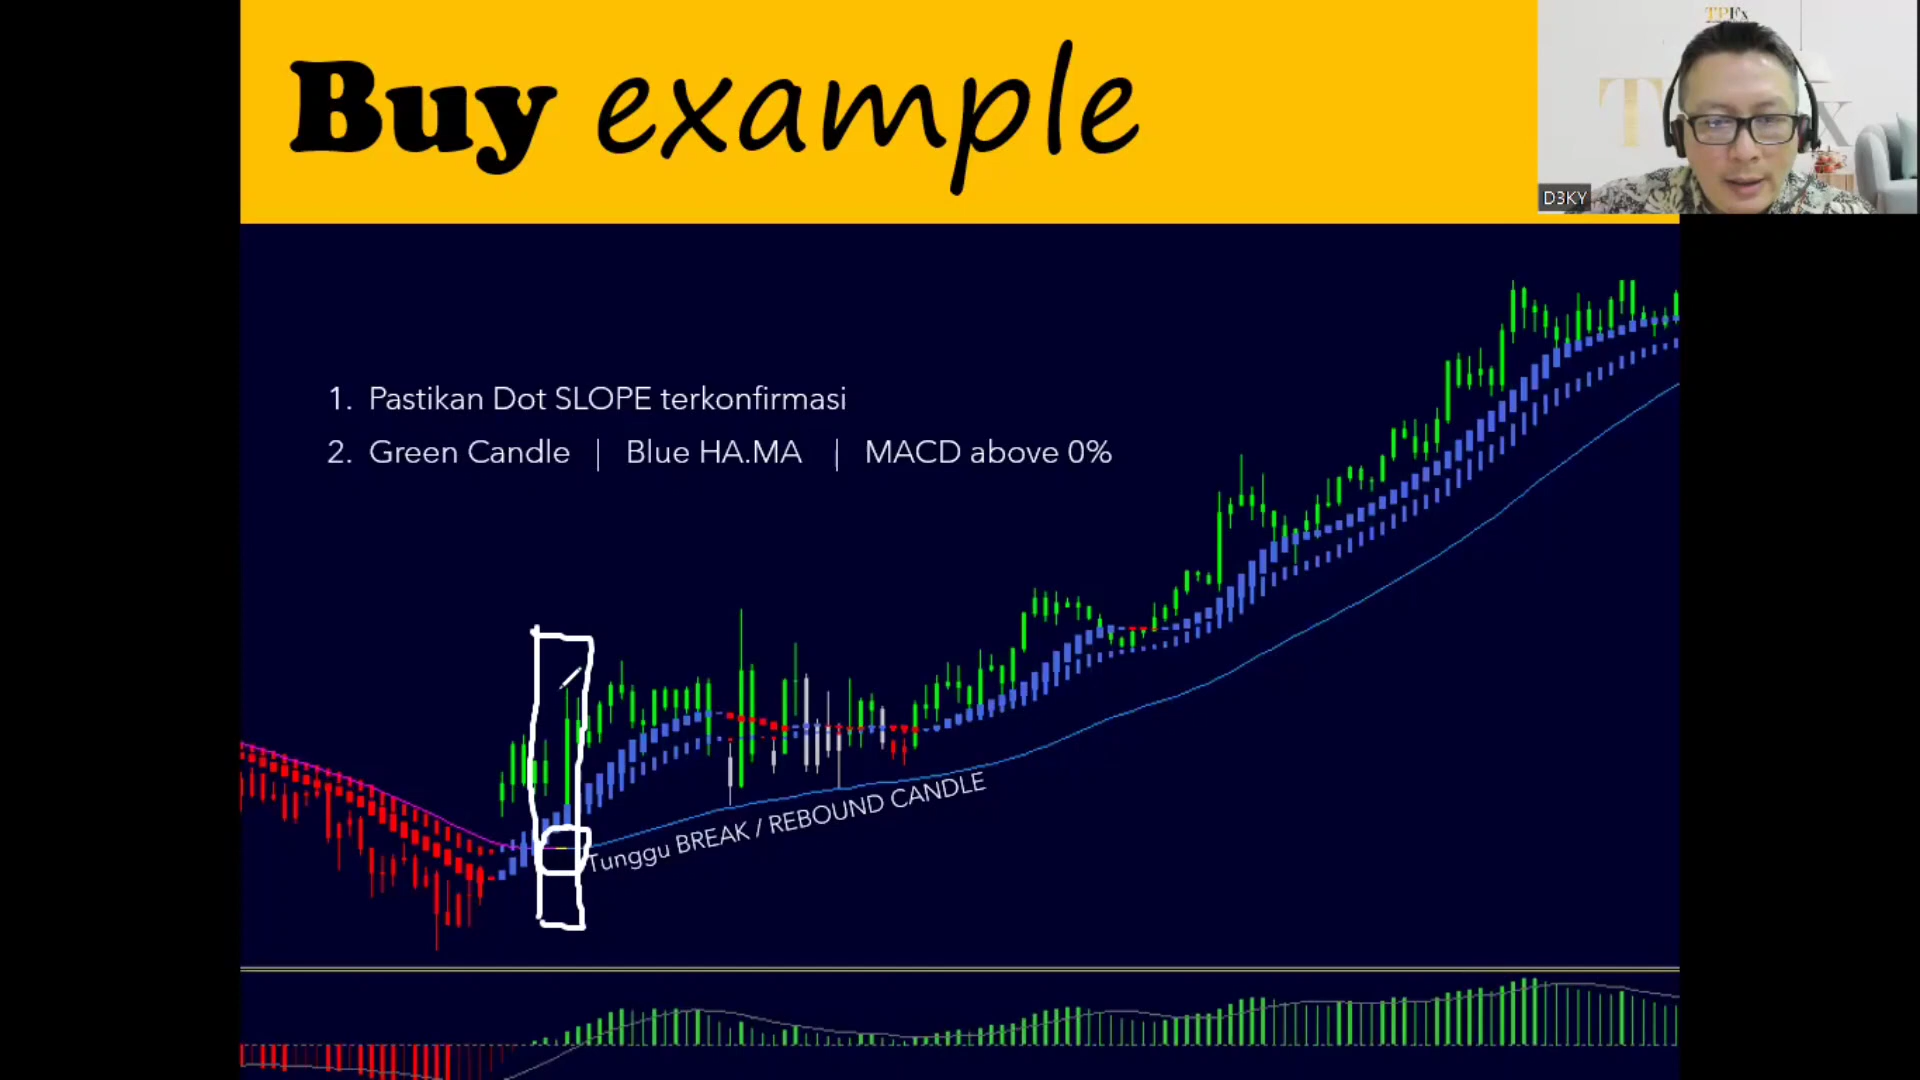 Buy example
TPFx
T X
D3KY
1. Pastikan Dot SLOPE terkonfirmasi
2. Green Candle | Blue HA.MA | MACD above 0%
Tunggu BREAK / REBOUND CANDLE